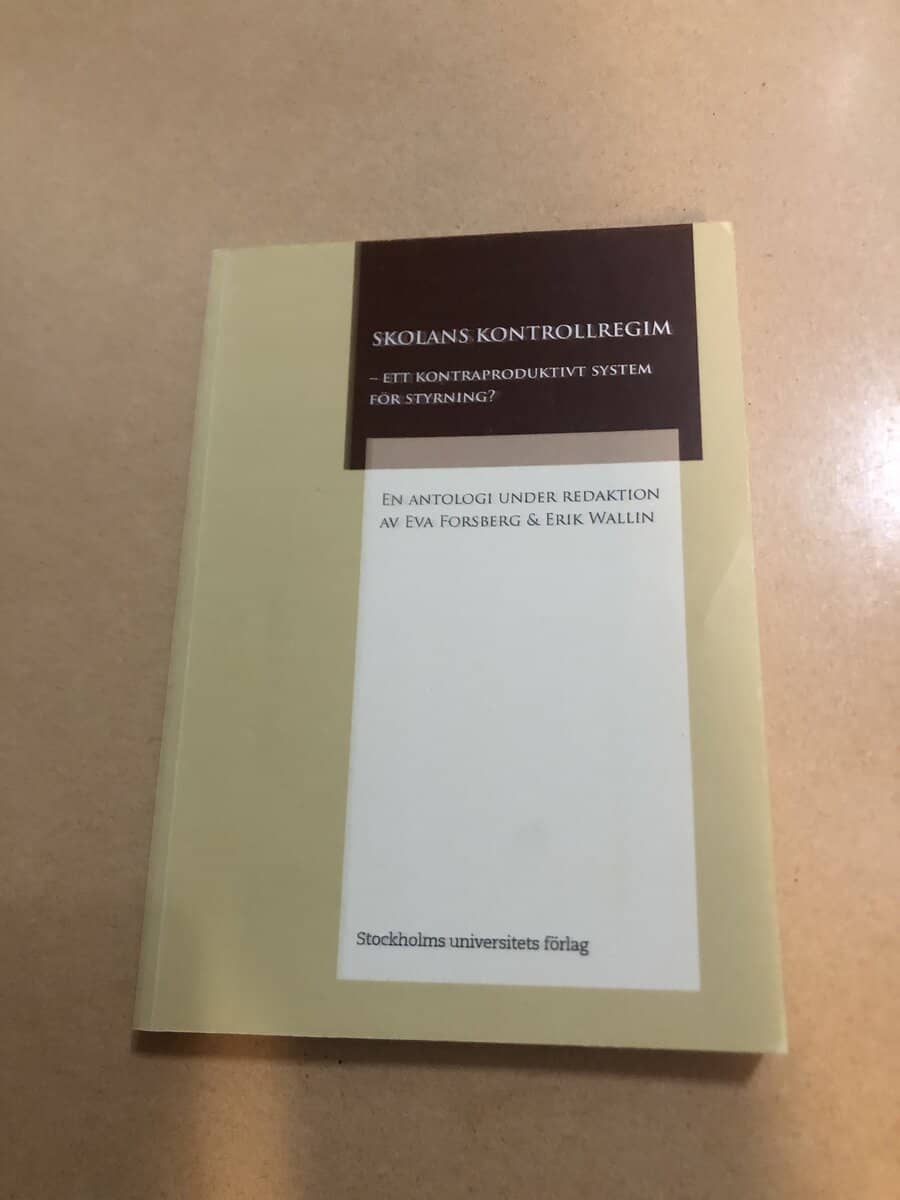 SKOLANS KONTROLLREGIM
– ETT KONTRAPRODUKTIVT SYSTEM
FÖR STYRNING?
EN ANTOLOGI UNDER REDAKTION
AV EVA FORSBERG & ERIK WALLIN
Stockholms universitets förlag